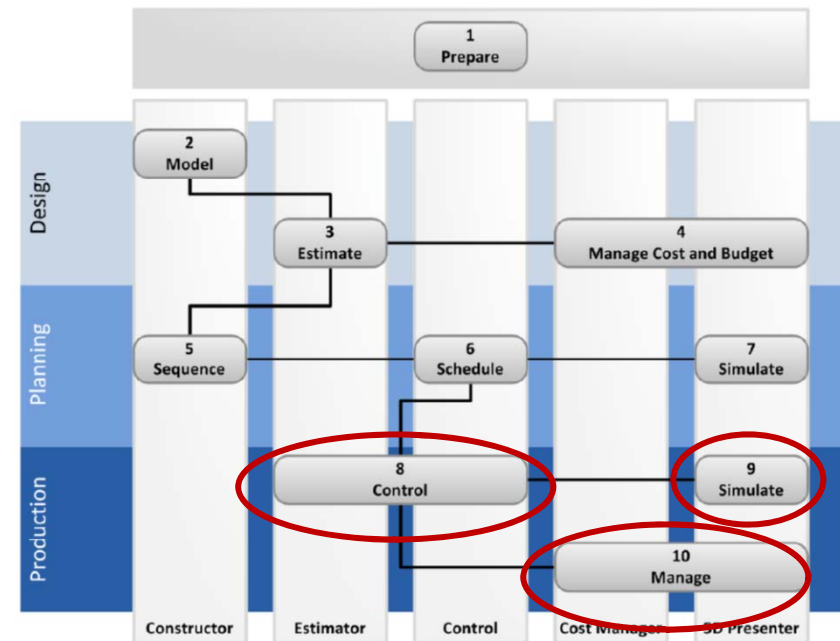 1
Prepare
Design
2
Model
3
Estimate
4
Manage Cost and Budget
Planning
5
Sequence
6
Schedule
7
Simulate
Production
8
Control
9
Simulate
10
Manage
Constructor
Estimator
Control
Cost Manager
5D Presenter